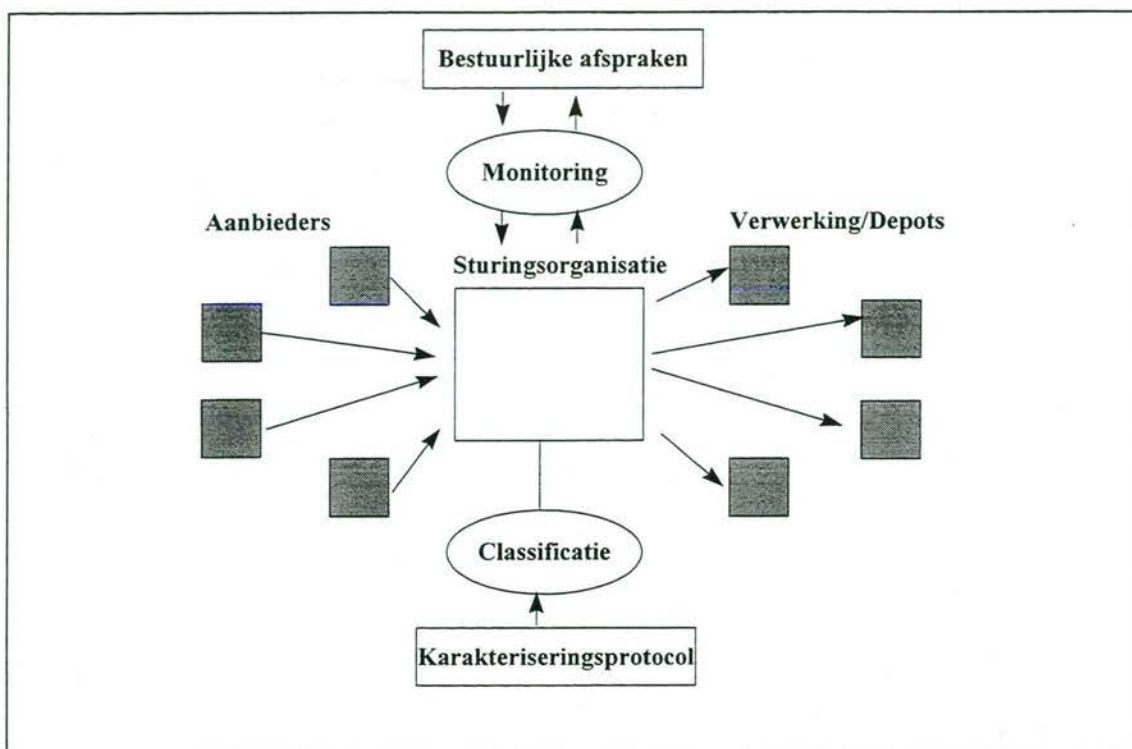 Bestuurlijke afspraken
Monitoring
Aanbieders
Verwerking/Depots
Sturingsorganisatie
Classificatie
Karakteriseringsprotocol